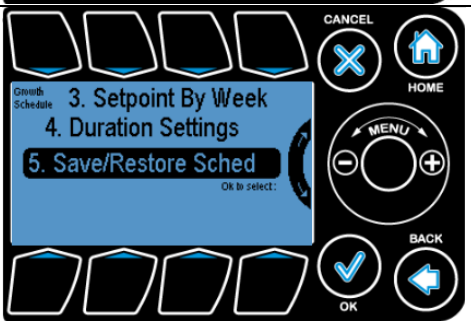 CANCEL
HOME
Growth
Schedule
3. Setpoint By Week
4. Duration Settings
5. Save/Restore Sched
Ok to select:
MENU
BACK
OK